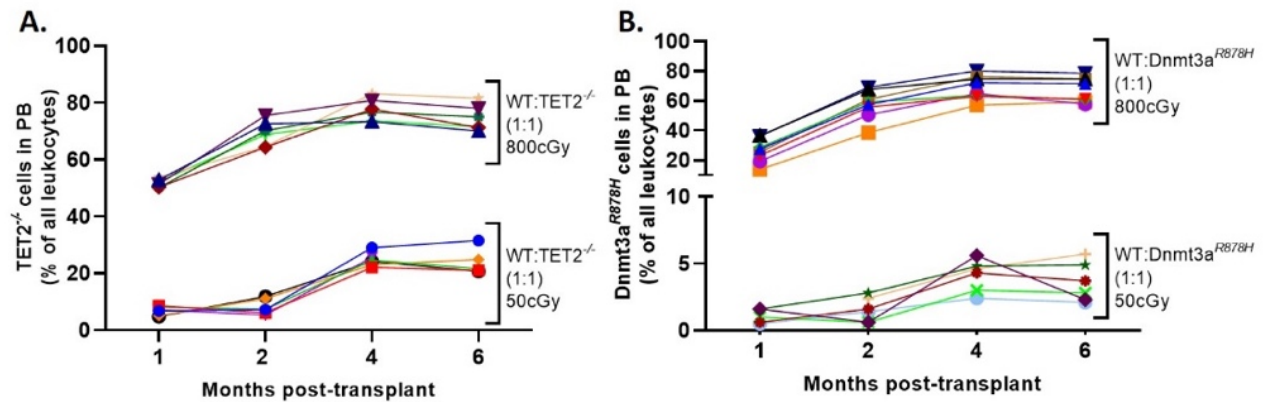 A.
TET2-/- cells in PB
(% of all leukocytes)
100
80
60
40
20
0
1 2 4 6
Months post-transplant
WT:TET2-/-
(1:1)
800cGy
WT:TET2-/-
(1:1)
50cGy
B.
Dnmt3aR878H cells in PB
(% of all leukocytes)
100
80
60
40
20
10
5
0
1 2 4 6
Months post-transplant
WT:Dnmt3aR878H
(1:1)
800cGy
WT:Dnmt3aR878H
(1:1)
50cGy